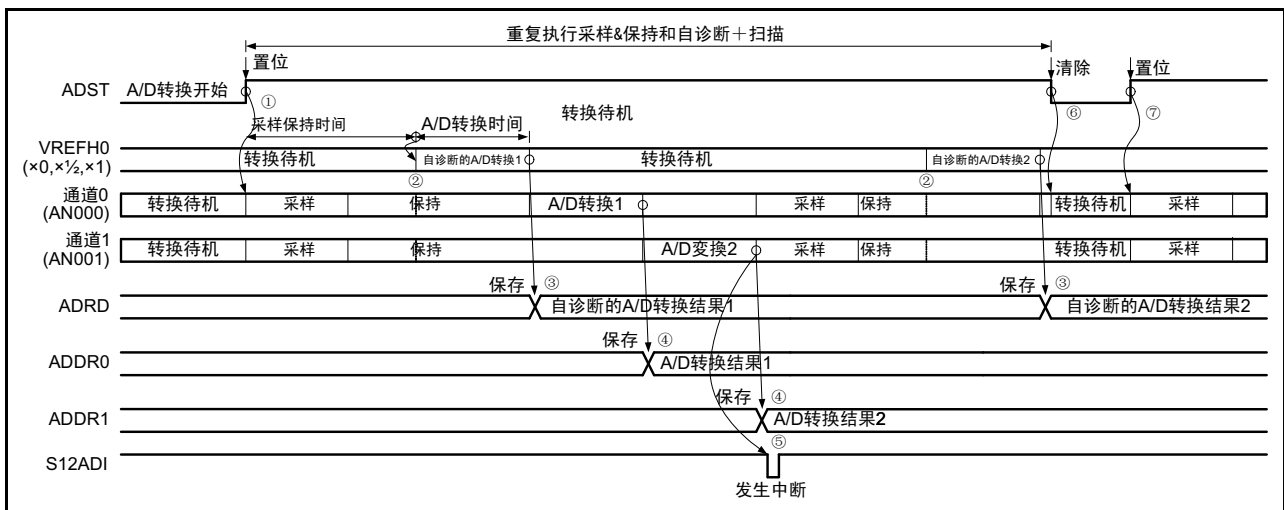 重复执行采样&保持和自诊断＋扫描
置位
清除
置位
ADST
A/D转换开始
①
⑥
⑦
采样保持时间
A/D转换时间
转换待机
VREFH0
(×0,×½,×1)
转换待机
自诊断的A/D转换1
转换待机
自诊断的A/D转换2
②
②
通道0
(AN000)
转换待机
采样
保持
A/D转换1
采样
保持
转换待机
采样
通道1
(AN001)
转换待机
采样
保持
A/D变换2
采样
保持
转换待机
采样
保存
③
保存
③
ADRD
自诊断的A/D转换结果1
自诊断的A/D转换结果2
保存
④
ADDR0
A/D转换结果1
保存
④
ADDR1
A/D转换结果2
⑤
S12ADI
发生中断